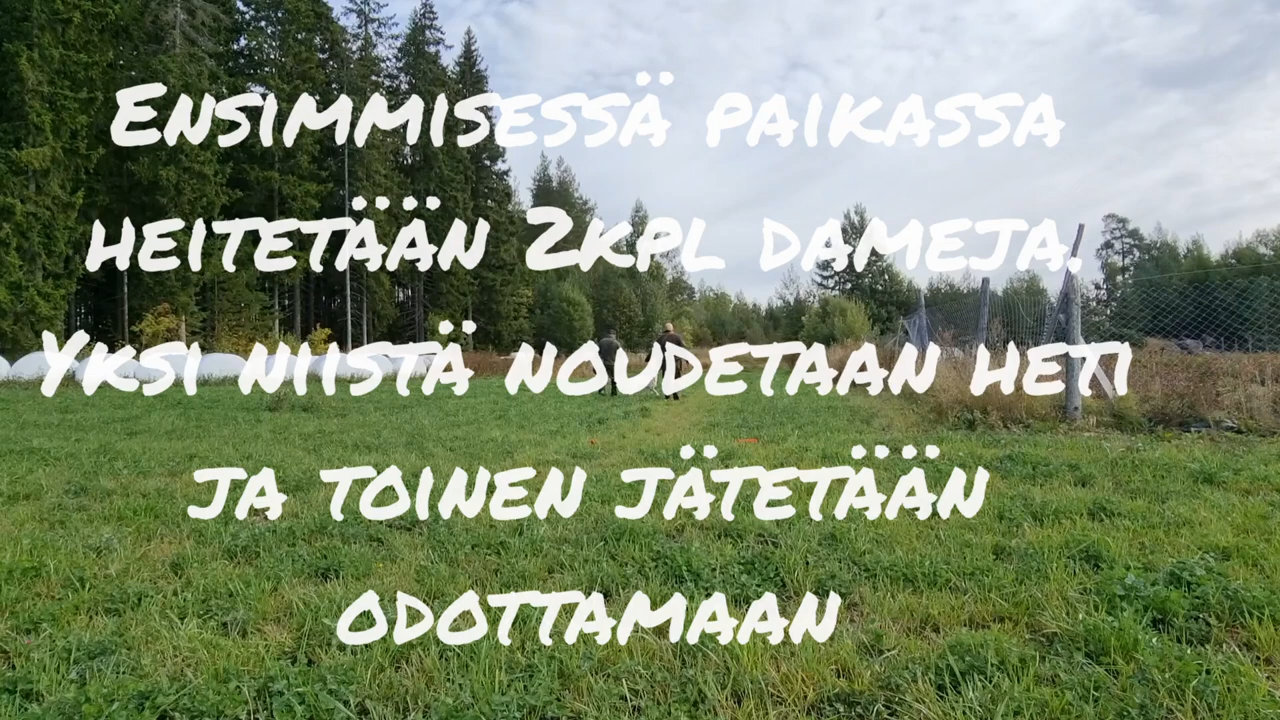 Ensimmisessä paikassa
heitetään 2kpl dameja.
Yksi niistä noudetaan heti
ja toinen jätetään
odottamaan